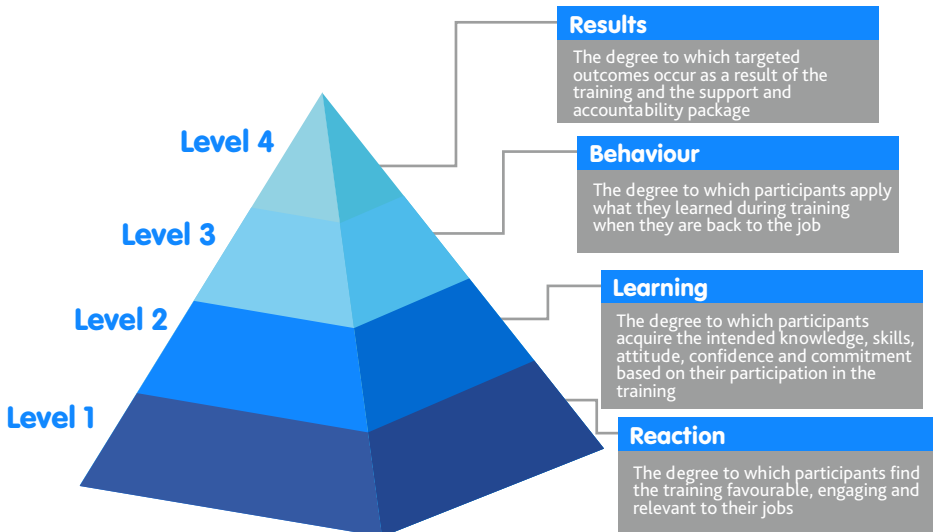 Level 4
Results
The degree to which targeted
outcomes occur as a result of the
training and the support and
accountability package
Level 3
Behaviour
The degree to which participants apply
what they learned during training
when they are back to the job
Level 2
Learning
The degree to which participants
acquire the intended knowledge, skills,
attitude, confidence and commitment
based on their participation in the
training
Level 1
Reaction
The degree to which participants find
the training favourable, engaging and
relevant to their jobs